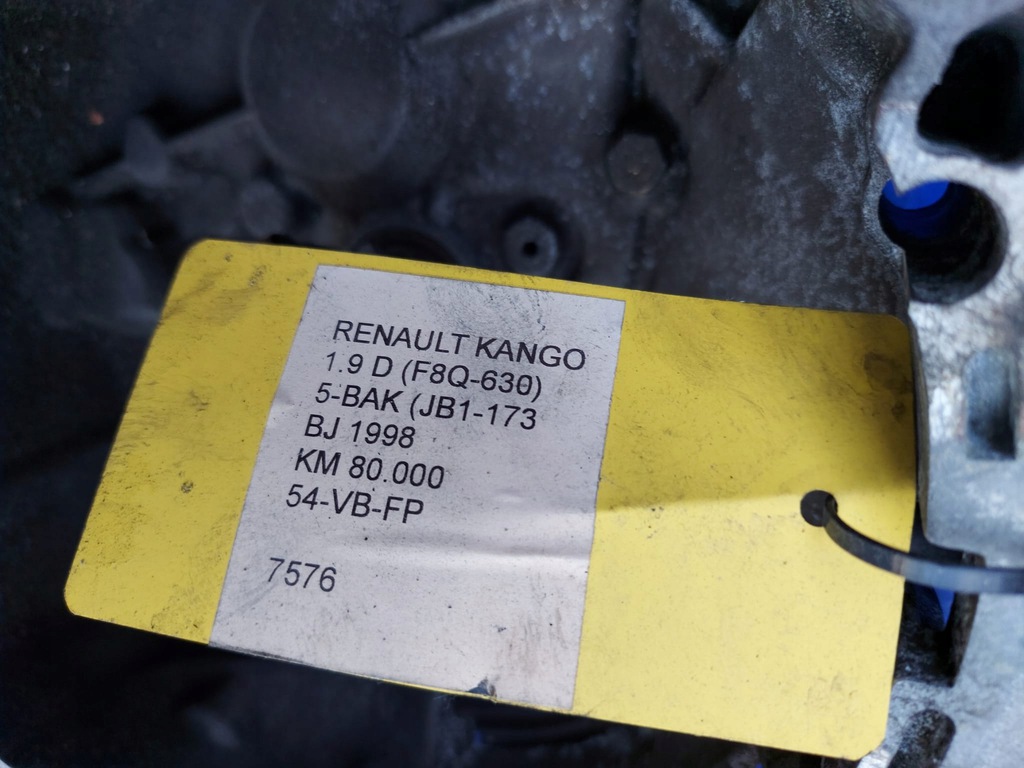 RENAULT KANGO
1.9 D (F8Q-630)
5-BAK (JB1-173
BJ 1998
KM 80.000
54-VB-FP
7576